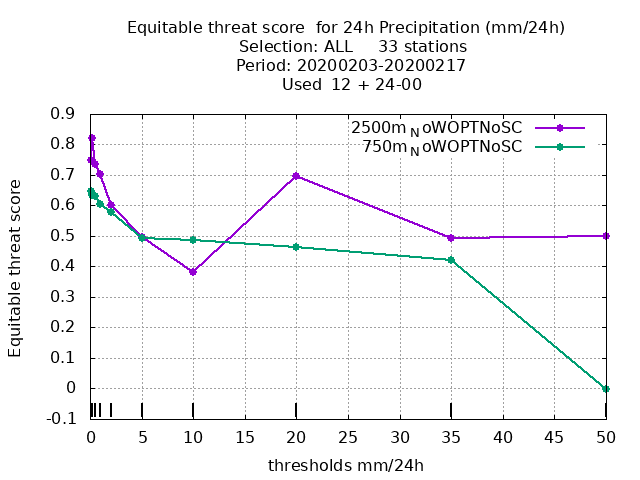 Equitable threat score  for 24h Precipitation (mm/24h)
Selection: ALL     33 stations
Period: 20200203-20200217
Used  12 + 24-00
2500m_NoWOPTNoSC
750m_NoWOPTNoSC
0.9
0.8
0.7
0.6
0.5
0.4
0.3
0.2
0.1
0
-0.1
Equitable threat score
0 5 10 15 20 25 30 35 40 45 50
thresholds mm/24h